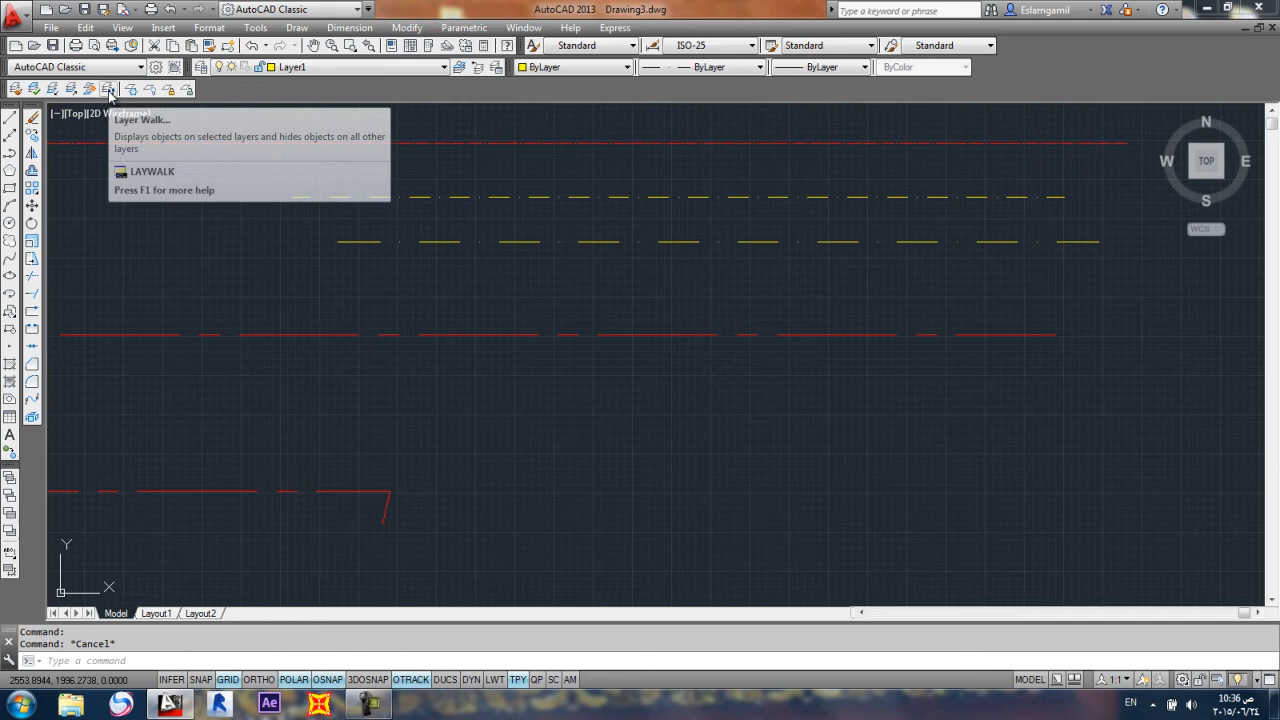 AutoCAD Classic
AutoCAD 2013 Drawing3.dwg
Type a keyword or phrase
Eslamgamil
File Edit View Insert Format Tools Draw Dimension Modify Parametric Window Help Express
Standard ISO-25 Standard Standard
AutoCAD Classic Layer1 ByLayer ByLayer ByLayer ByColor
[−][Top][2D Wireframe]
Layer Walk...
Displays objects on selected layers and hides objects on all other
layers
LAYWALK
Press F1 for more help
N
W TOP E
S
WCS
Y
X
Model Layout1 Layout2
Command:
Command: *Cancel*
Type a command
2553.8944, 1996.2738, 0.0000 INFER SNAP GRID ORTHO POLAR OSNAP 3DOSNAP OTRACK DUCS DYN LWT TPY QP SC AM MODEL 1:1
Ae
EN
10:36 ص
٢٠١٥/٠٦/٢٤